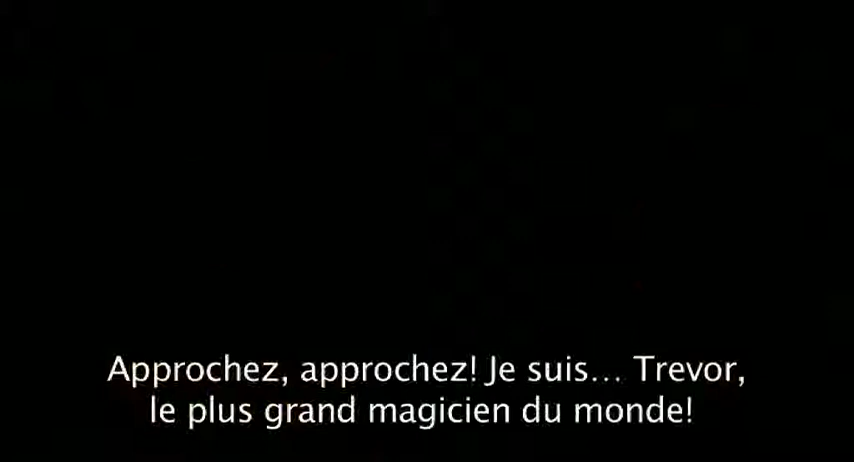 Approchez, approchez! Je suis... Trevor,
le plus grand magicien du monde!